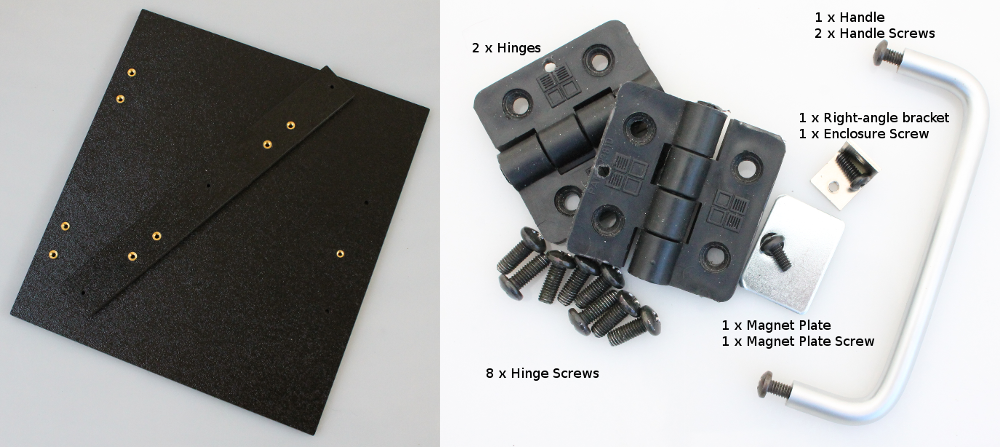 1 x Handle
2 x Handle Screws
2 x Hinges
1 x Right-angle bracket
1 x Enclosure Screw
1 x Magnet Plate
1 x Magnet Plate Screw
8 x Hinge Screws